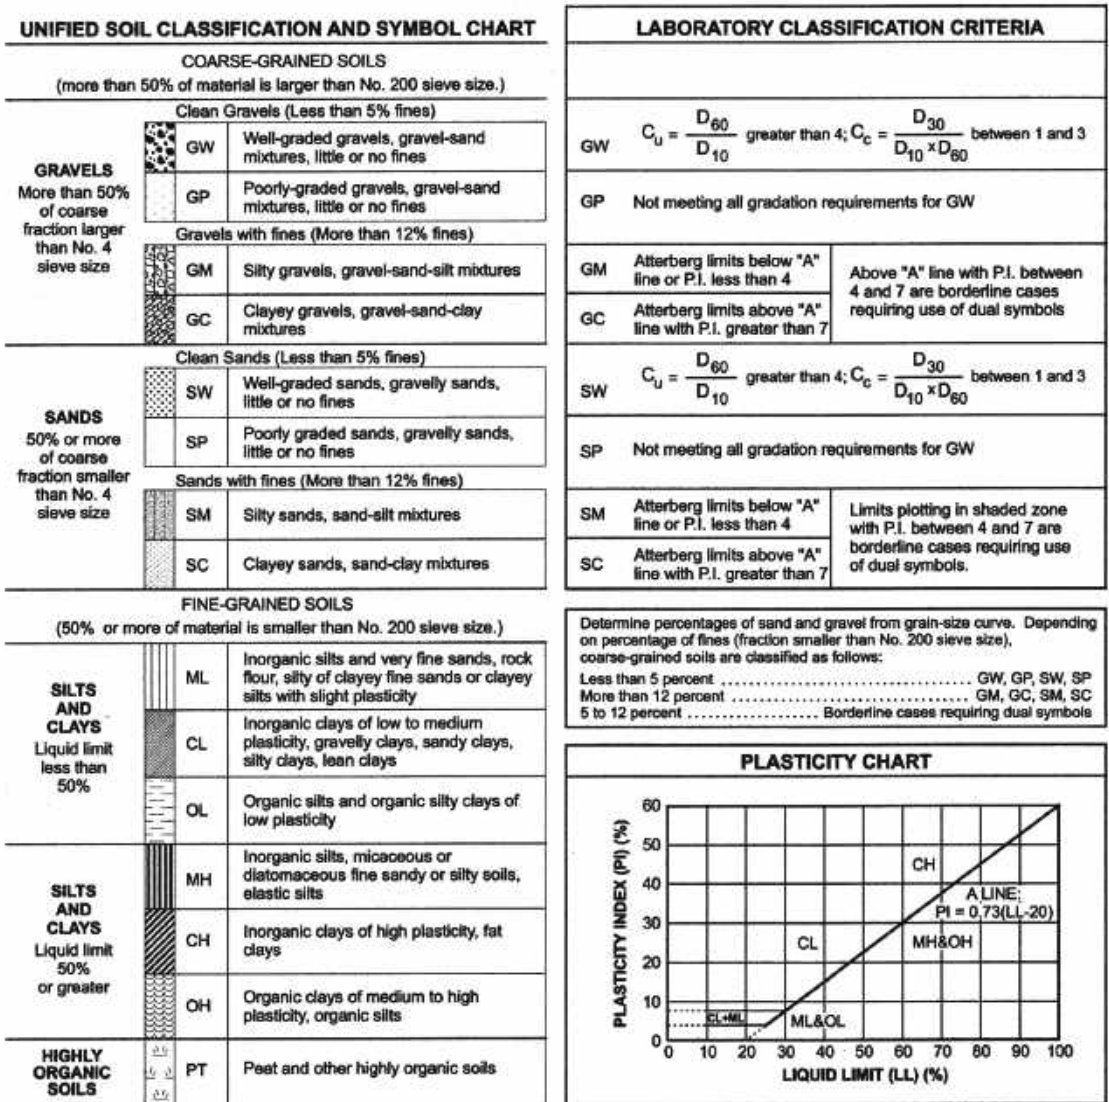 UNIFIED SOIL CLASSIFICATION AND SYMBOL CHART
COARSE-GRAINED SOILS
(more than 50% of material is larger than No. 200 sieve size.)
Clean Gravels (Less than 5% fines)
GRAVELS
More than 50%
of coarse
fraction larger
than No. 4
sieve size
GW
Well-graded gravels, gravel-sand
mixtures, little or no fines
GP
Poorly-graded gravels, gravel-sand
mixtures, little or no fines
Gravels with fines (More than 12% fines)
GM
Silty gravels, gravel-sand-silt mixtures
GC
Clayey gravels, gravel-sand-clay
mixtures
Clean Sands (Less than 5% fines)
SANDS
50% or more
of coarse
fraction smaller
than No. 4
sieve size
SW
Well-graded sands, gravelly sands,
little or no fines
SP
Poorly graded sands, gravelly sands,
little or no fines
Sands with fines (More than 12% fines)
SM
Silty sands, sand-silt mixtures
SC
Clayey sands, sand-clay mixtures
FINE-GRAINED SOILS
(50% or more of material is smaller than No. 200 sieve size.)
SILTS
AND
CLAYS
Liquid limit
less than
50%
ML
Inorganic silts and very fine sands, rock
flour, silty of clayey fine sands or clayey
silts with slight plasticity
CL
Inorganic clays of low to medium
plasticity, gravelly clays, sandy clays,
silty clays, lean clays
OL
Organic silts and organic silty clays of
low plasticity
SILTS
AND
CLAYS
Liquid limit
50%
or greater
MH
Inorganic silts, micaceous or
diatomaceous fine sandy or silty soils,
elastic silts
CH
Inorganic clays of high plasticity, fat
clays
OH
Organic clays of medium to high
plasticity, organic silts
HIGHLY
ORGANIC
SOILS
PT
Peat and other highly organic soils
LABORATORY CLASSIFICATION CRITERIA
GW Cu = D60 / D10 greater than 4; Cc = D30 / D10 x D60 between 1 and 3
GP Not meeting all gradation requirements for GW
GM
Atterberg limits below "A"
line or P.I. less than 4
GC
Atterberg limits above "A"
line with P.I. greater than 7
Above "A" line with P.I. between
4 and 7 are borderline cases
requiring use of dual symbols
SW Cu = D60 / D10 greater than 4; Cc = D30 / D10 x D60 between 1 and 3
SP Not meeting all gradation requirements for GW
SM
Atterberg limits below "A"
line or P.I. less than 4
SC
Atterberg limits above "A"
line with P.I. greater than 7
Limits plotting in shaded zone
with P.I. between 4 and 7 are
borderline cases requiring use
of dual symbols.
Determine percentages of sand and gravel from grain-size curve. Depending
on percentage of fines (fraction smaller than No. 200 sieve size),
coarse-grained soils are classified as follows:
Less than 5 percent ........ GW, GP, SW, SP
More than 12 percent ........ GM, GC, SM, SC
5 to 12 percent ........ Borderline cases requiring dual symbols
PLASTICITY CHART
PLASTICITY INDEX (PI) (%)
60
50
40
30
20
10
0
CH
A LINE:
PI = 0.73(LL-20)
CL
MH&OH
CL+ML
ML&OL
0 10 20 30 40 50 60 70 80 90 100
LIQUID LIMIT (LL) (%)